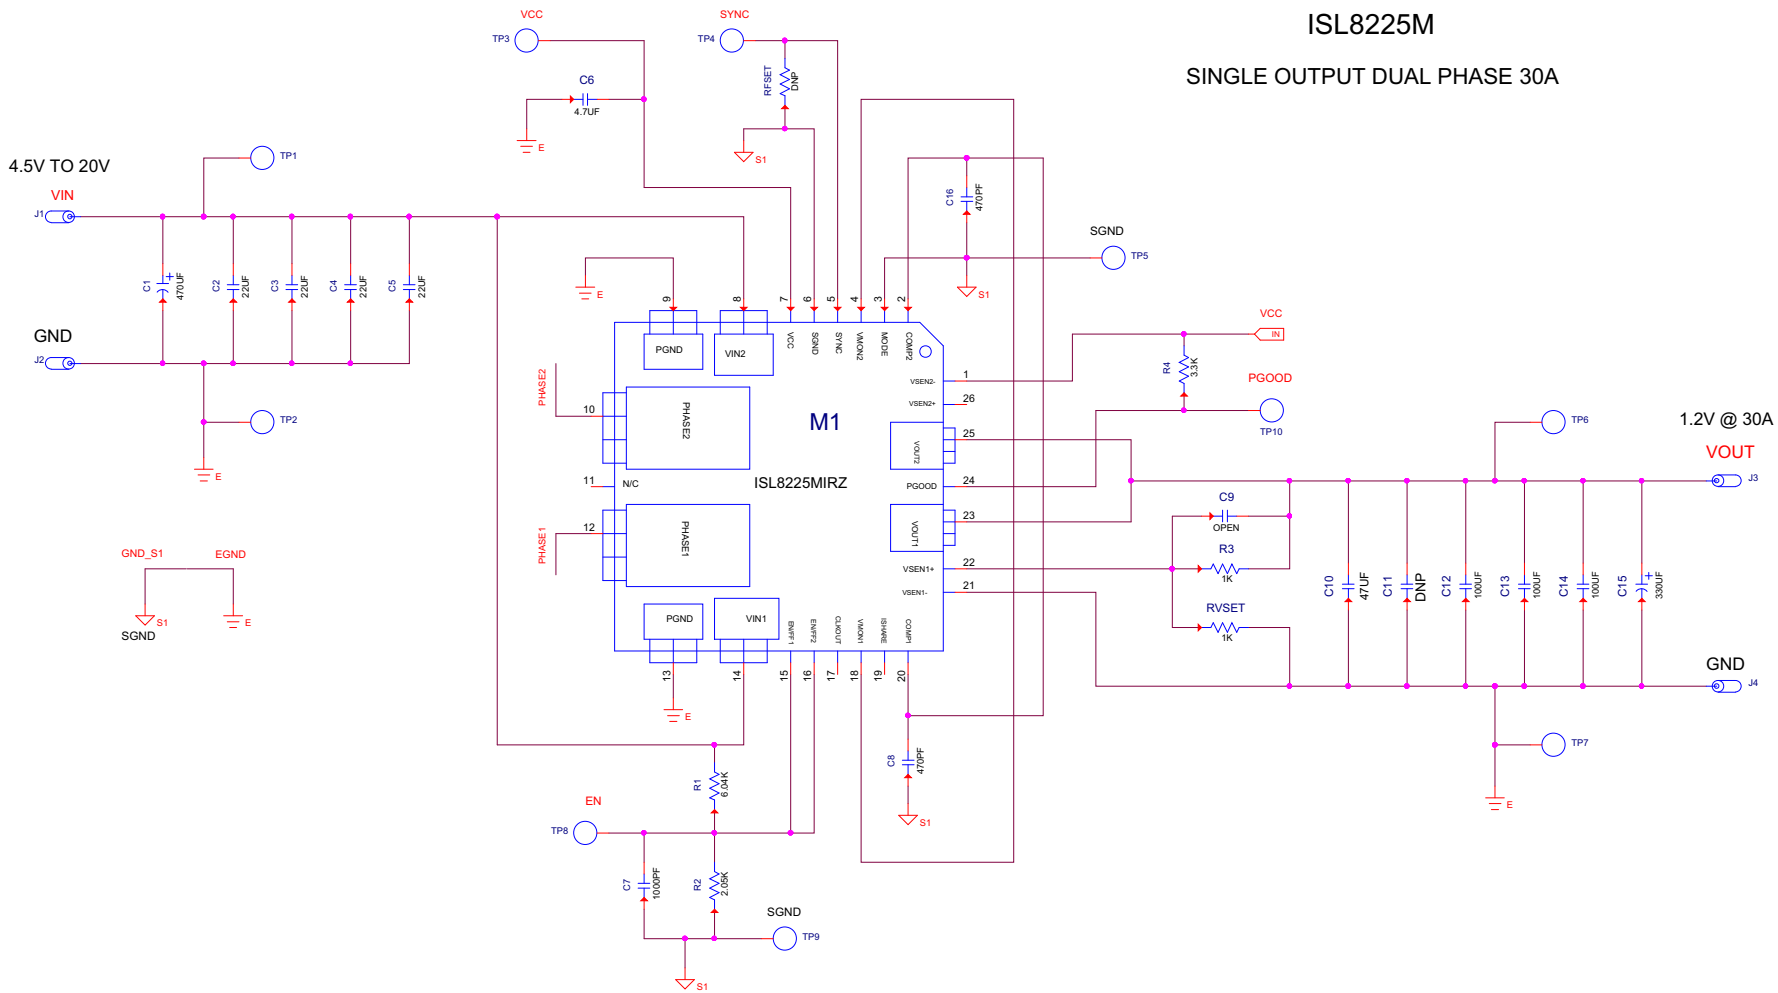 ISL8225M
SINGLE OUTPUT DUAL PHASE 30A
VCC
TP3
SYNC
TP4
C6
4.7UF
E
RFSET
DNP
S1
4.5V TO 20V
VIN
J1
TP1
C1
+
470UF
C2
22UF
C3
22UF
C4
22UF
C5
22UF
GND
J2
TP2
E
C16
470PF
SGND
TP5
S1
E
9
8
7
6
5
4
3
2
PGND
VIN2
VCC
SGND
SYNC
VMON2
MODE
COMP2
PHASE2
10
PHASE2
M1
ISL8225MIRZ
11
N/C
PHASE1
12
PHASE1
VSEN2-
1
VSEN2+
26
VOUT2
25
PGOOD
24
VOUT1
23
VSEN1+
22
VSEN1-
21
PGND
VIN1
EN/FF1
EN/FF2
CLKOUT
VMON1
ISHARE
COMP1
13
14
15
16
17
18
19
20
E
VCC
IN
R4
3.3K
PGOOD
TP10
TP6
1.2V @ 30A
VOUT
J3
C9
OPEN
R3
1K
RVSET
1K
C10
47UF
C11
DNP
C12
100UF
C13
100UF
C14
100UF
C15
+
330UF
GND
J4
TP7
E
GND_S1
EGND
S1
E
SGND
R1
6.04K
C8
470PF
S1
EN
TP8
C7
1000PF
R2
2.05K
SGND
TP9
S1